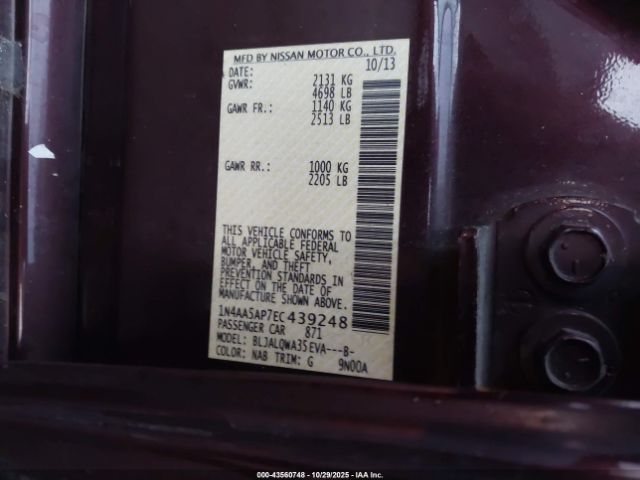 MFD BY NISSAN MOTOR CO., LTD.
DATE: 10/13
GVWR: 2131 KG
4698 LB
GAWR FR.: 1140 KG
2513 LB
GAWR RR.: 1000 KG
2205 LB
THIS VEHICLE CONFORMS TO
ALL APPLICABLE FEDERAL
MOTOR VEHICLE SAFETY,
BUMPER, AND THEFT
PREVENTION STANDARDS IN
EFFECT ON THE DATE OF
MANUFACTURE SHOWN ABOVE.
1N4AA5AP7EC439248
PASSENGER CAR 871
MODEL: BLJALQWA35EVA---B-
COLOR: NAB TRIM: G 9N00A
000-43560748 - 10/29/2025 - IAA Inc.